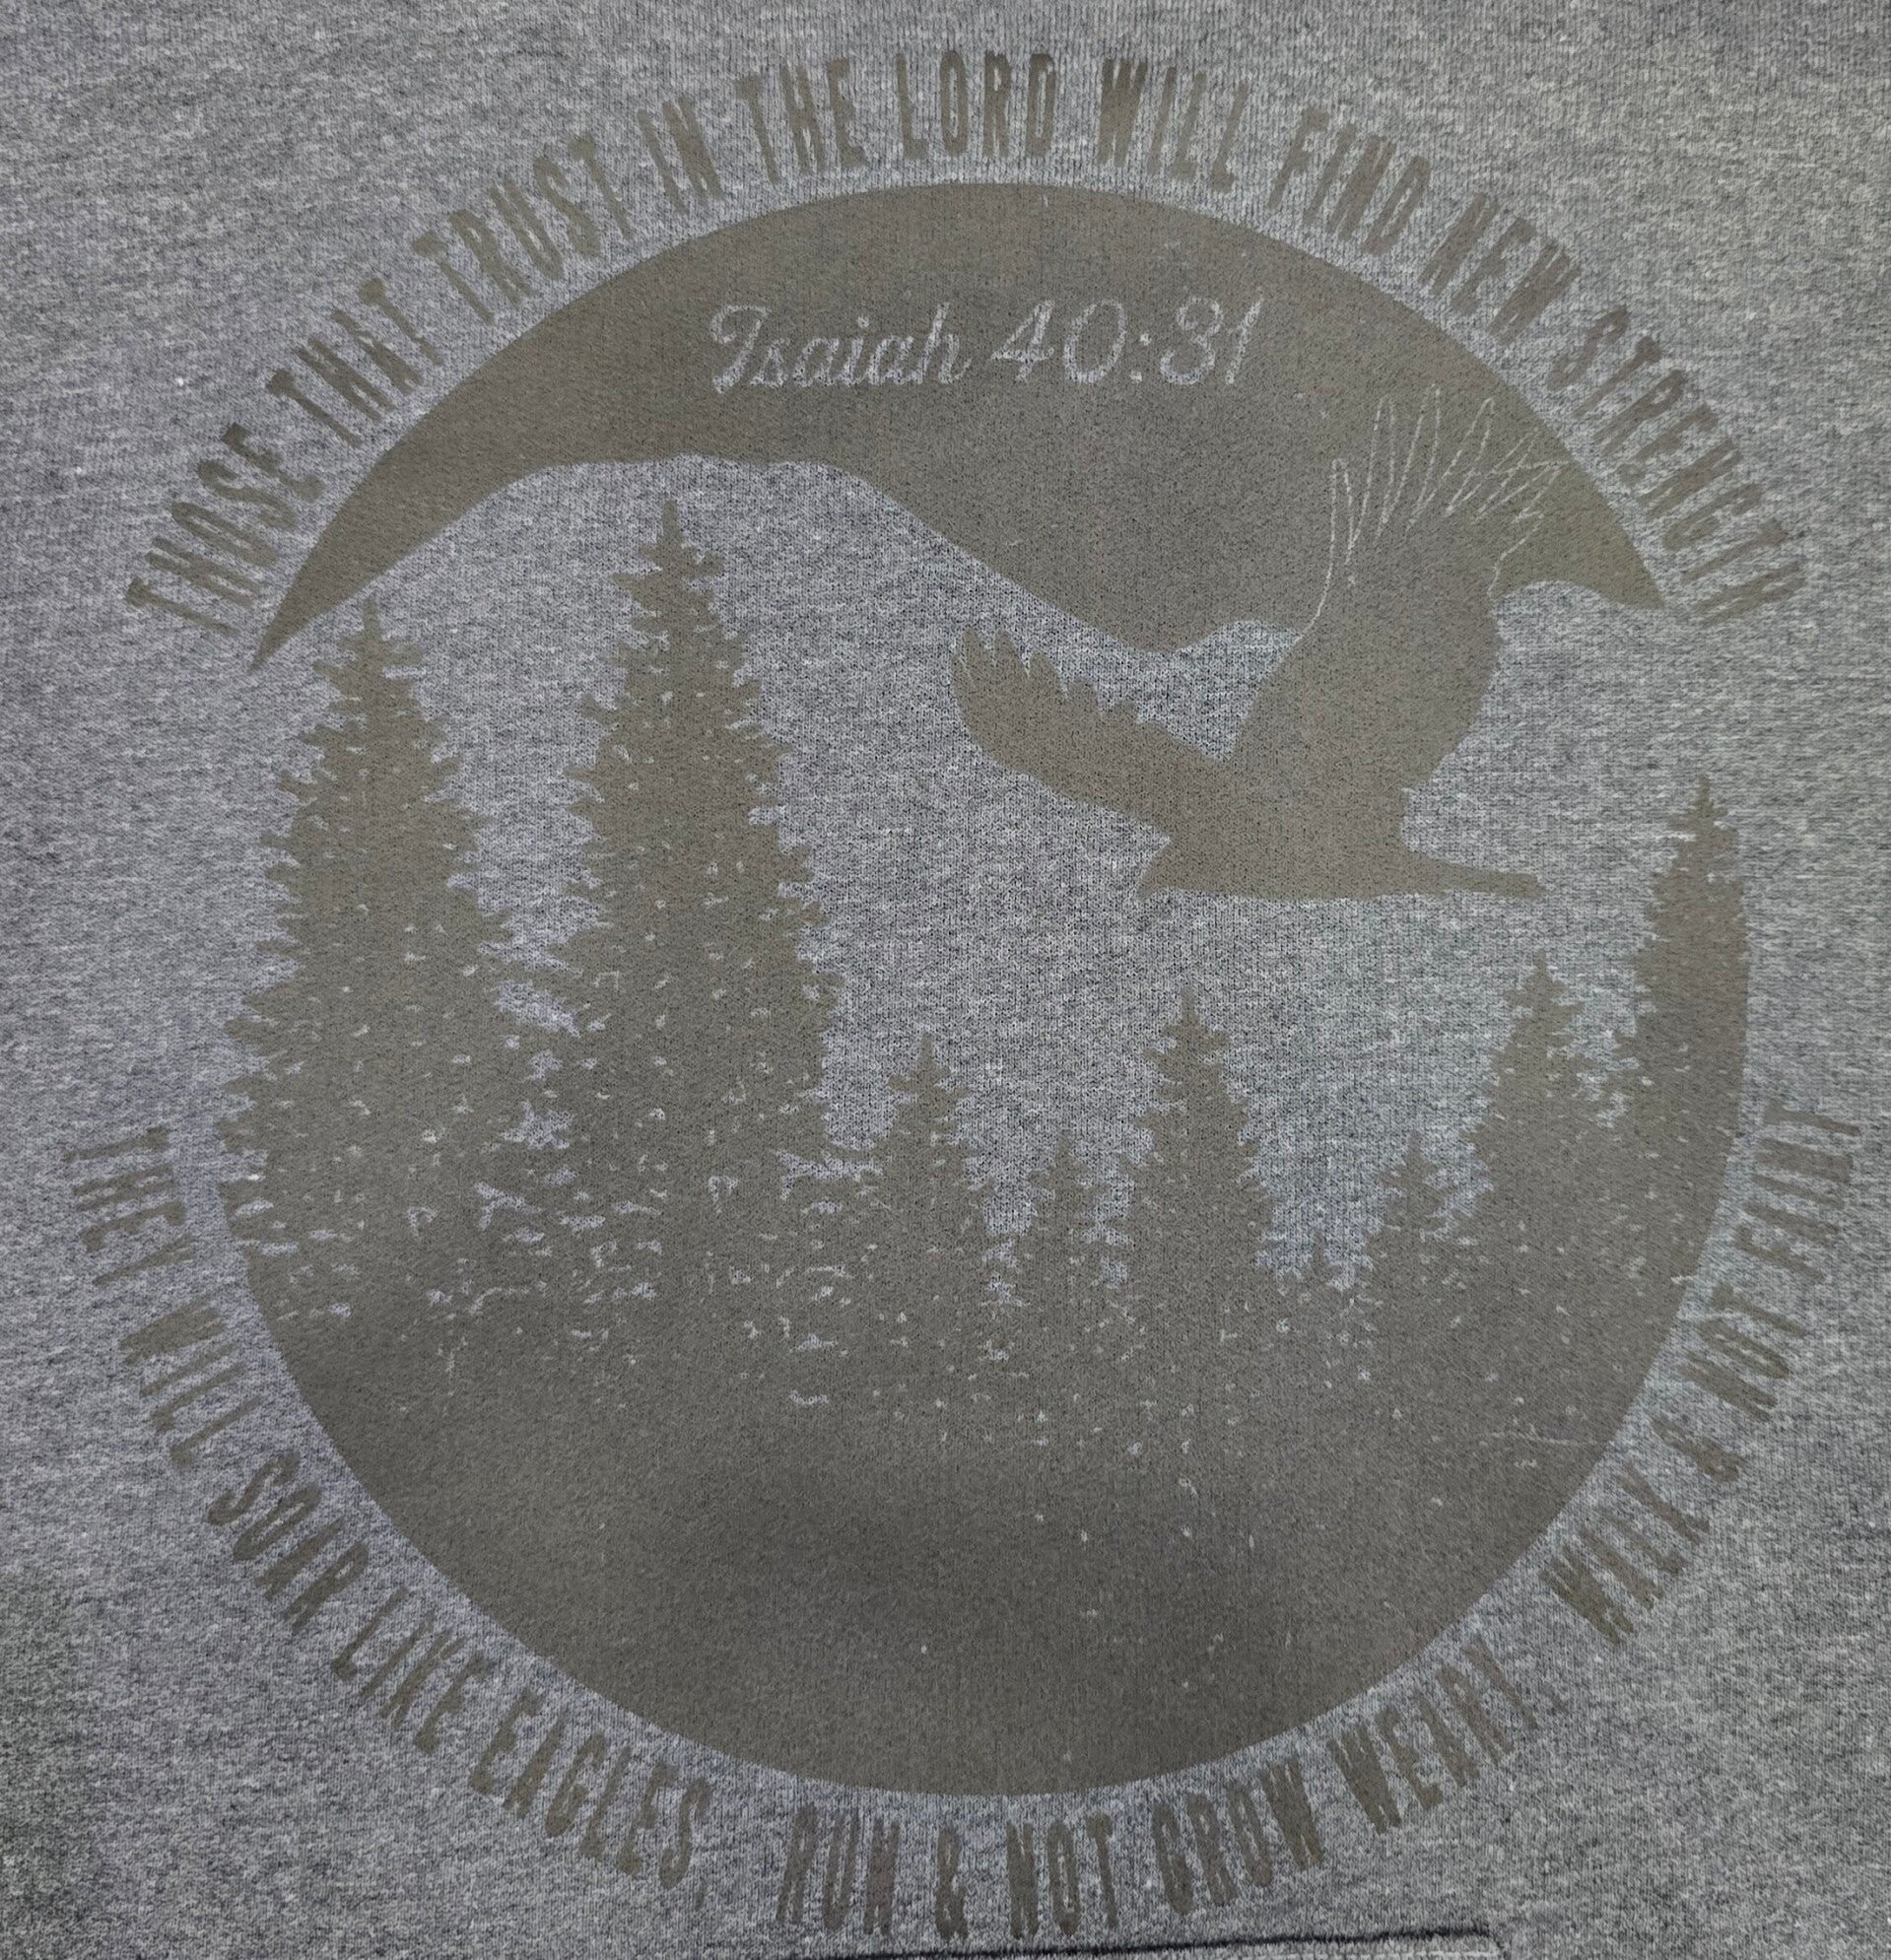 THOSE THAT TRUST IN THE LORD WILL FIND NEW STRENGTH
Isaiah 40:31
THEY WILL SOAR LIKE EAGLES RUN & NOT GROW WEARY WALK & NOT FAINT